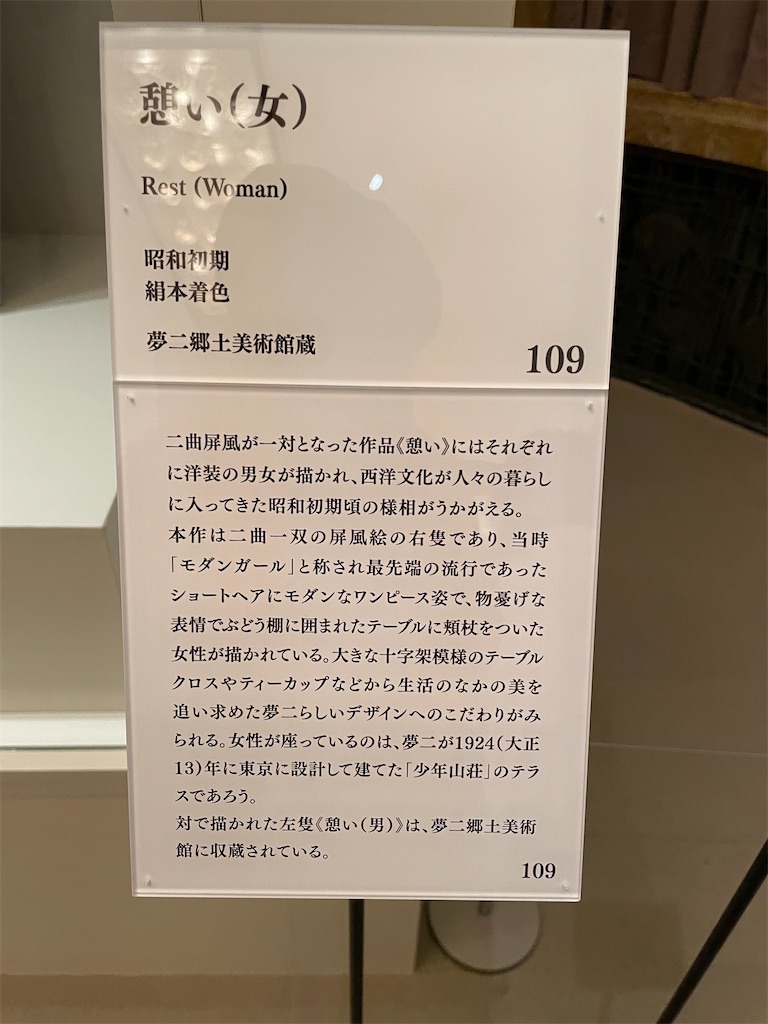 憩い(女)
Rest (Woman)
昭和初期
絹本着色
夢二郷土美術館蔵
109
二曲屏風が一対となった作品《憩い》にはそれぞれ
に洋装の男女が描かれ、西洋文化が人々の暮らし
に入ってきた昭和初期頃の様相がうかがえる。
本作は二曲一双の屏風絵の右隻であり、当時
「モダンガール」と称され最先端の流行であった
ショートヘアにモダンなワンピース姿で、物憂げな
表情でぶどう棚に囲まれたテーブルに頬杖をついた
女性が描かれている。大きな十字架模様のテーブル
クロスやティーカップなどから生活のなかの美を
追い求めた夢二らしいデザインへのこだわりがみ
られる。女性が座っているのは、夢二が1924(大正
13)年に東京に設計して建てた「少年山荘」のテラ
スであろう。
対で描かれた左隻《憩い(男)》は、夢二郷土美術
館に収蔵されている。
109